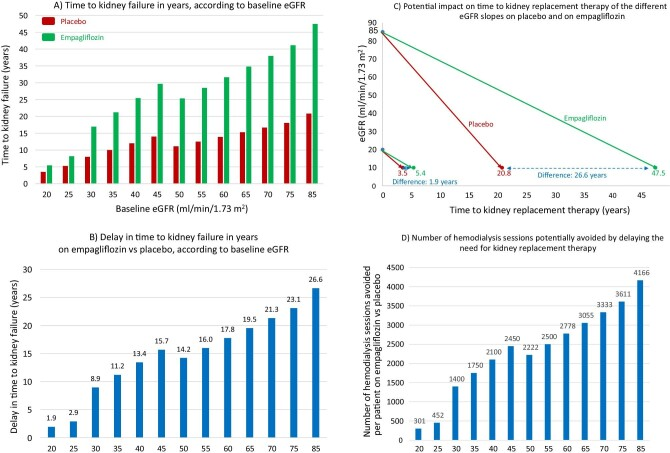 A) Time to kidney failure in years, according to baseline eGFR
50
45
40
35
30
25
20
15
10
5
0
Time to kidney failure (years)
Placebo
Empagliflozin
20 25 30 35 40 45 50 55 60 65 70 75 85
Baseline eGFR (ml/min/1.73 m²)
C) Potential impact on time to kidney replacement therapy of the different
eGFR slopes on placebo and on empagliflozin
90
85
80
70
60
50
40
30
20
10
0
eGFR (ml/min/1.73 m²)
Placebo
Empagliflozin
3.5 5.4
Difference: 1.9 years
20.8
Difference: 26.6 years
47.5
0 5 10 15 20 25 30 35 40 45
Time to kidney replacement therapy (years)
B) Delay in time to kidney failure in years
on empagliflozin vs placebo, according to baseline eGFR
30
25
20
15
10
5
0
Delay in time to kidney failure (years)
1.9 2.9 8.9 11.2 13.4 15.7 14.2 16.0 17.8 19.5 21.3 23.1 26.6
20 25 30 35 40 45 50 55 60 65 70 75 85
D) Number of hemodialysis sessions potentially avoided by delaying the
need for kidney replacement therapy
4500
4000
3500
3000
2500
2000
1500
1000
500
0
Number of hemodialysis sessions avoided
per patient on empagliflozin vs placebo
301 452 1400 1750 2100 2450 2222 2500 2778 3055 3333 3611 4166
20 25 30 35 40 45 50 55 60 65 70 75 85